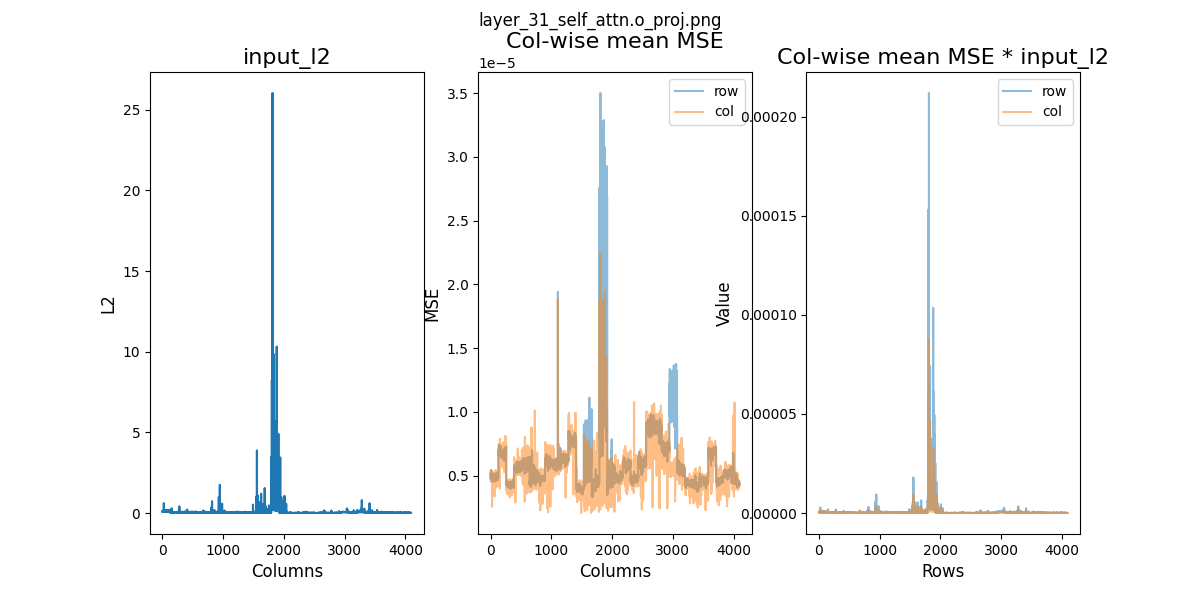 layer_31_self_attn.o_proj.png
input_l2
L2
25
20
15
10
5
0
0 1000 2000 3000 4000
Columns
Col-wise mean MSE
1e−5
row
col
MSE
3.5
3.0
2.5
2.0
1.5
1.0
0.5
0 1000 2000 3000 4000
Columns
Col-wise mean MSE * input_l2
row
col
Value
0.00020
0.00015
0.00010
0.00005
0.00000
0 1000 2000 3000 4000
Rows